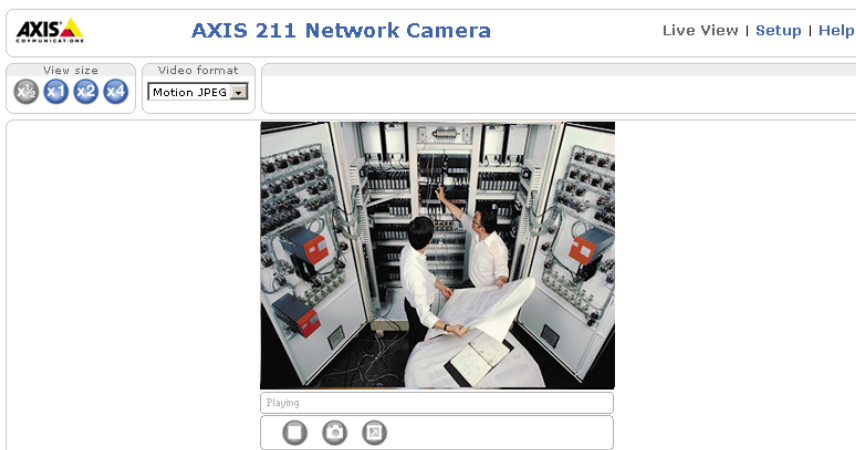 AXIS
COMMUNICATIONS
AXIS 211 Network Camera
Live View | Setup | Help
View size
x½ x1 x2 x4
Video format
Motion JPEG
Playing